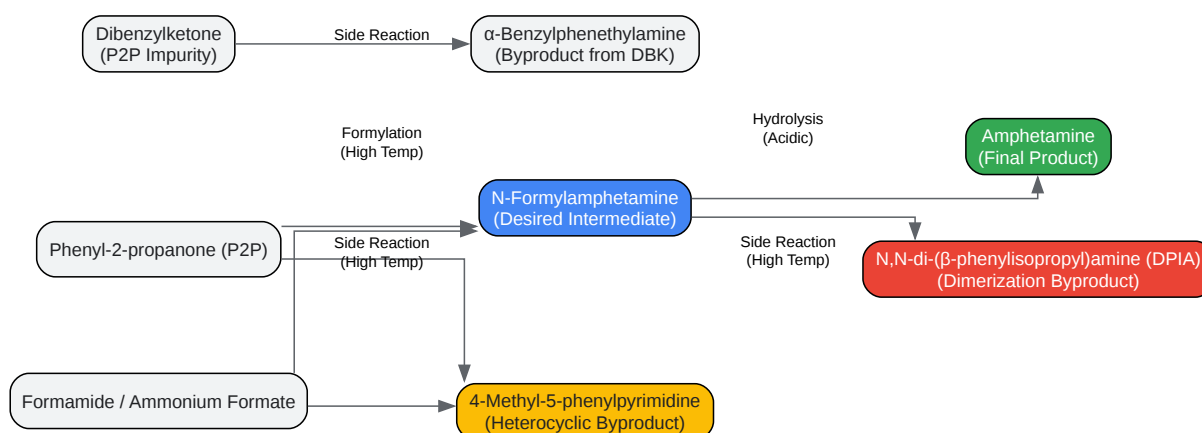 Dibenzylketone
(P2P Impurity)
Side Reaction
α-Benzylphenethylamine
(Byproduct from DBK)
Formylation
(High Temp)
Hydrolysis
(Acidic)
Amphetamine
(Final Product)
Phenyl-2-propanone (P2P)
N-Formylamphetamine
(Desired Intermediate)
Side Reaction
(High Temp)
Side Reaction
(High Temp)
N,N-di-(β-phenylisopropyl)amine (DPIA)
(Dimerization Byproduct)
Formamide / Ammonium Formate
4-Methyl-5-phenylpyrimidine
(Heterocyclic Byproduct)